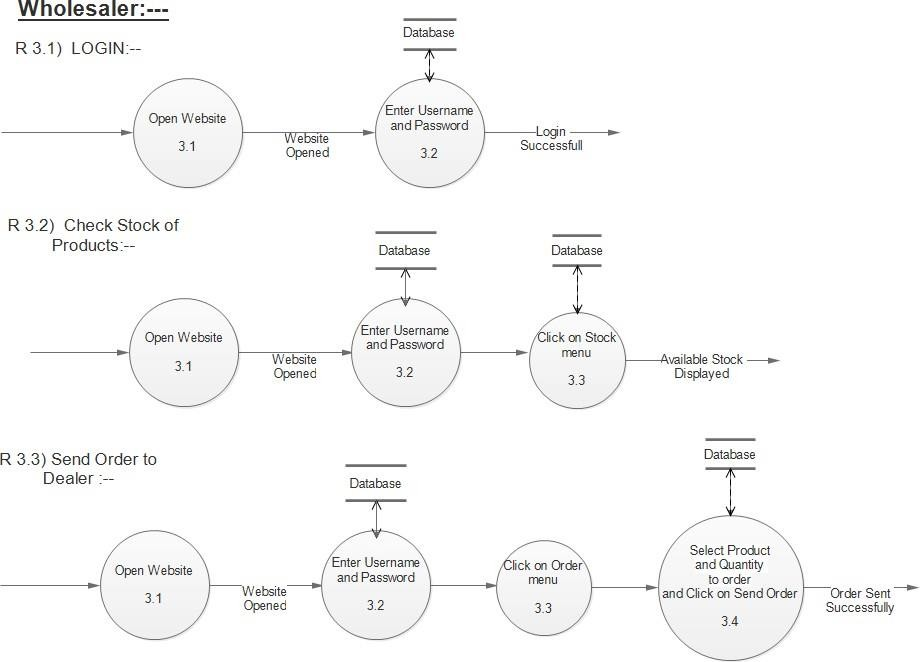 Wholesaler:---
R 3.1)  LOGIN:--
Database
Open Website
3.1
Website
Opened
Enter Username
and Password
3.2
Login
Successfull
R 3.2)  Check Stock of
Products:--
Database
Database
Open Website
3.1
Website
Opened
Enter Username
and Password
3.2
Click on Stock
menu
3.3
Available Stock
Displayed
R 3.3) Send Order to
Dealer :--
Database
Database
Open Website
3.1
Website
Opened
Enter Username
and Password
3.2
Click on Order
menu
3.3
Select Product
and Quantity
to order
and Click on Send Order
3.4
Order Sent
Successfully